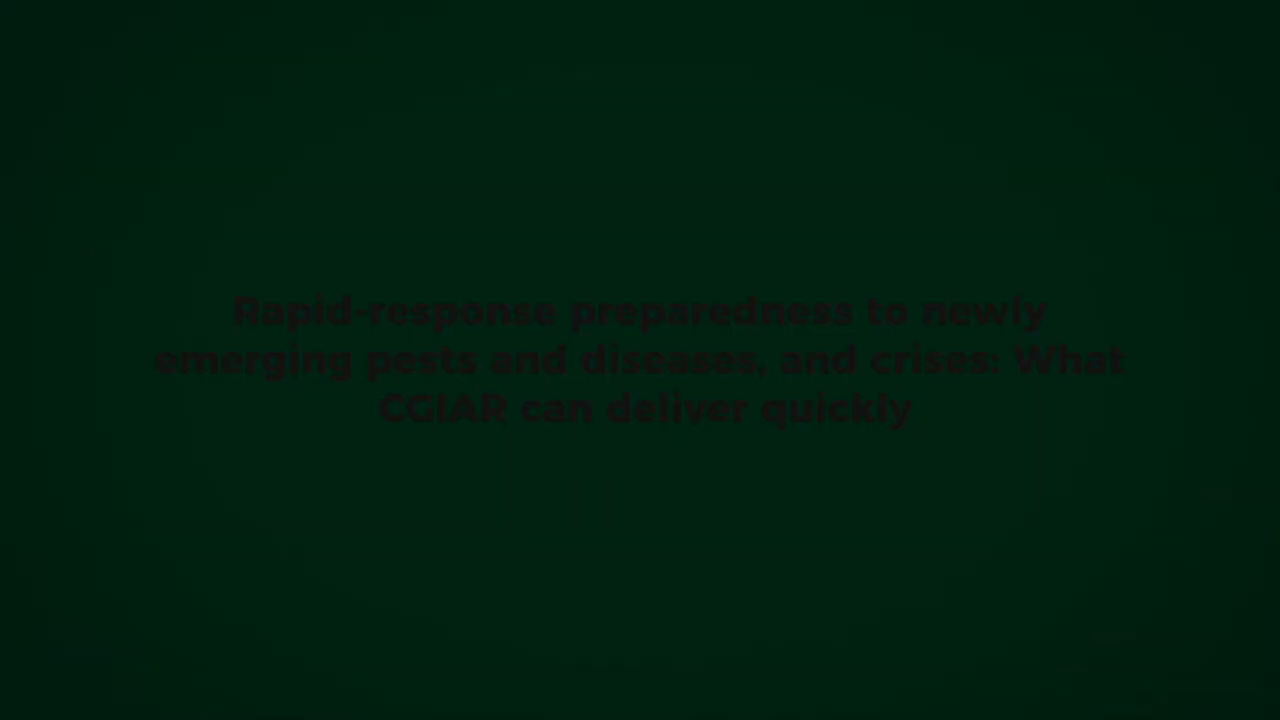 Rapid-response preparedness to newly
emerging pests and diseases, and crises: What
CGIAR can deliver quickly